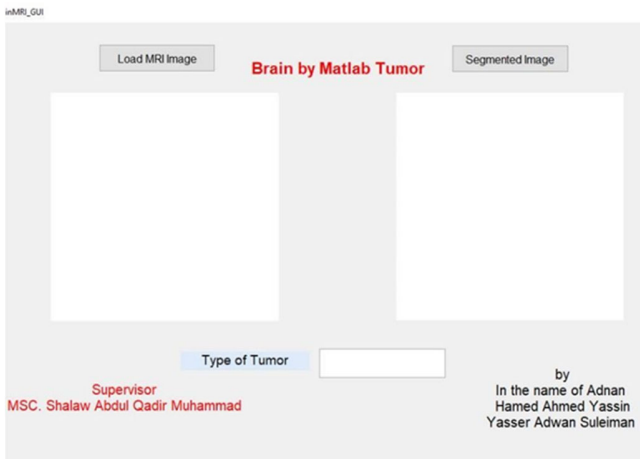 inMRI_GUI
Load MRI Image
Brain by Matlab Tumor
Segmented Image
Type of Tumor
Supervisor
MSC. Shalaw Abdul Qadir Muhammad
by
In the name of Adnan
Hamed Ahmed Yassin
Yasser Adwan Suleiman